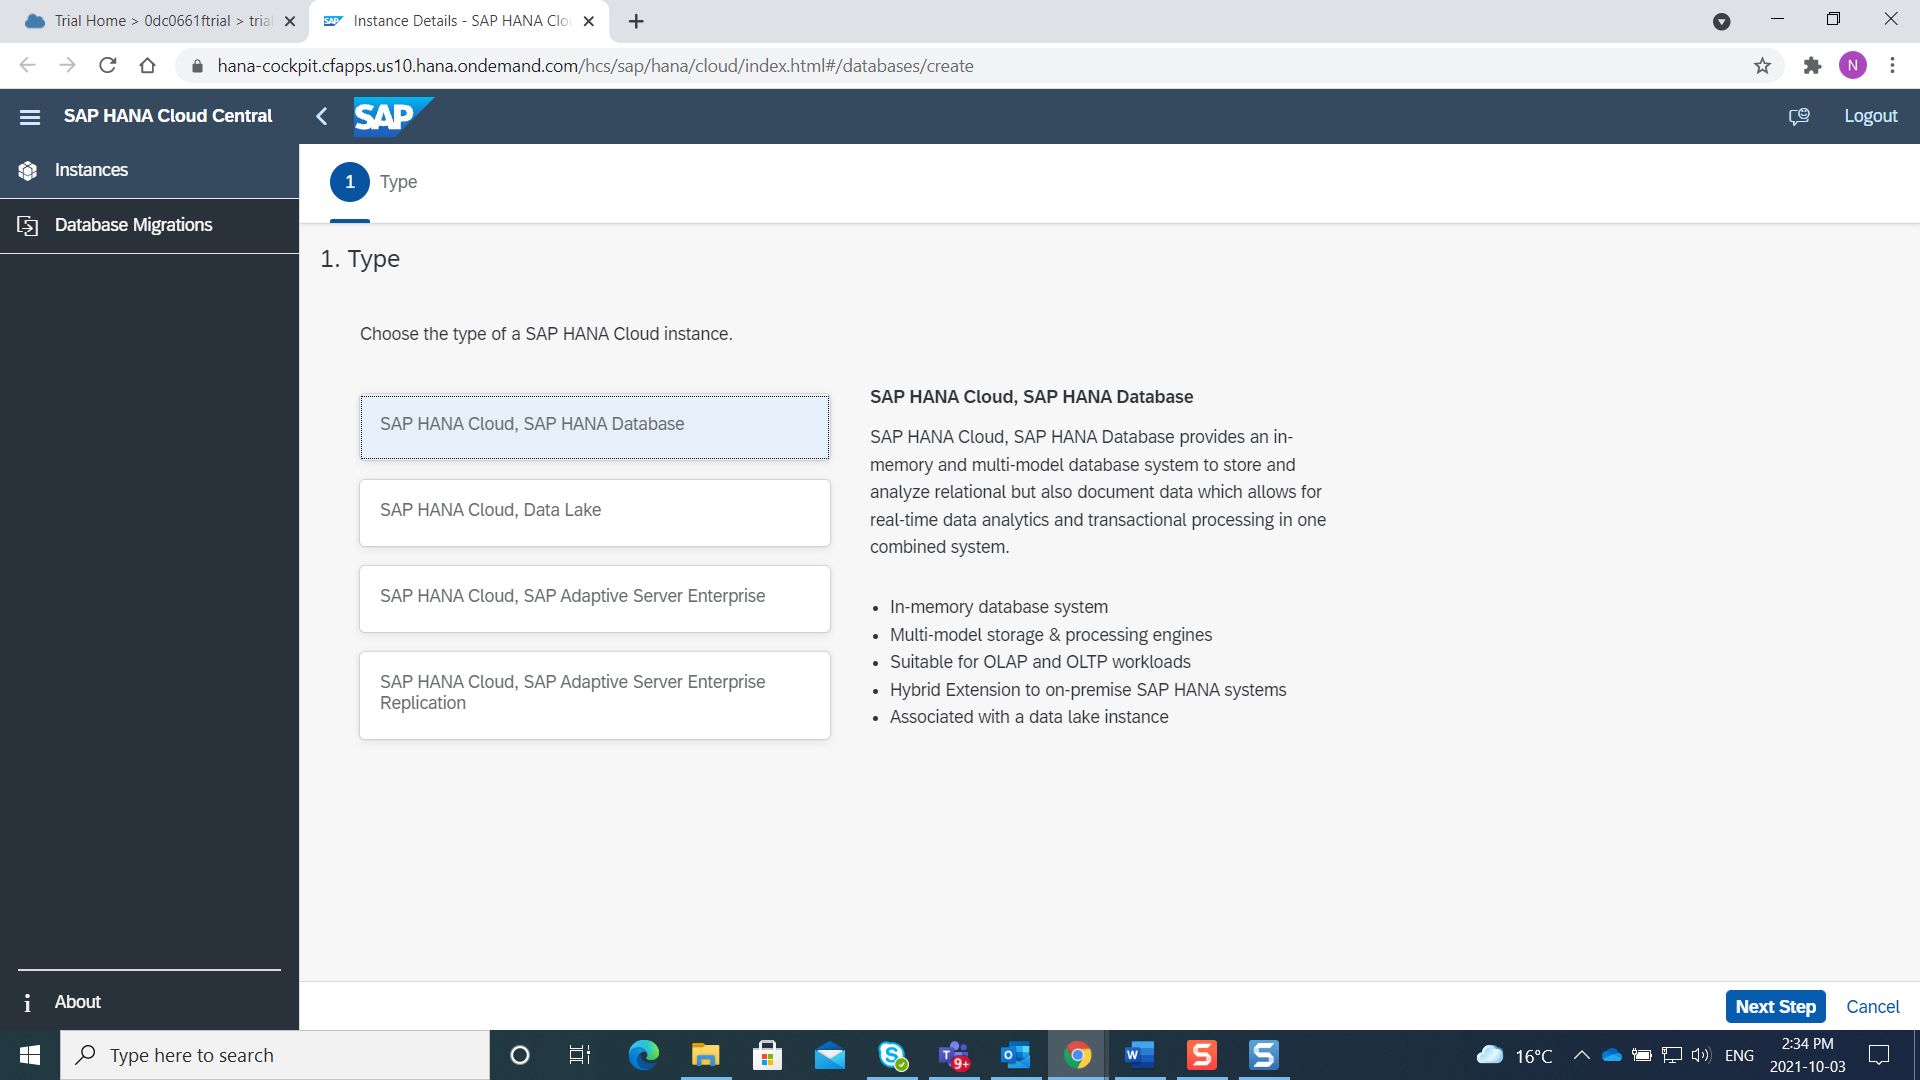 Trial Home > 0dc0661ftrial > tria
Instance Details - SAP HANA Clo
hana-cockpit.cfapps.us10.hana.ondemand.com/hcs/sap/hana/cloud/index.html#/databases/create
N
SAP HANA Cloud Central
SAP
Logout
Instances
Database Migrations
1 Type
1. Type
Choose the type of a SAP HANA Cloud instance.
SAP HANA Cloud, SAP HANA Database
SAP HANA Cloud, Data Lake
SAP HANA Cloud, SAP Adaptive Server Enterprise
SAP HANA Cloud, SAP Adaptive Server Enterprise
Replication
SAP HANA Cloud, SAP HANA Database
SAP HANA Cloud, SAP HANA Database provides an in-
memory and multi-model database system to store and
analyze relational but also document data which allows for
real-time data analytics and transactional processing in one
combined system.
• In-memory database system
• Multi-model storage & processing engines
• Suitable for OLAP and OLTP workloads
• Hybrid Extension to on-premise SAP HANA systems
• Associated with a data lake instance
About
Next Step
Cancel
Type here to search
9+
16°C
ENG
2:34 PM
2021-10-03